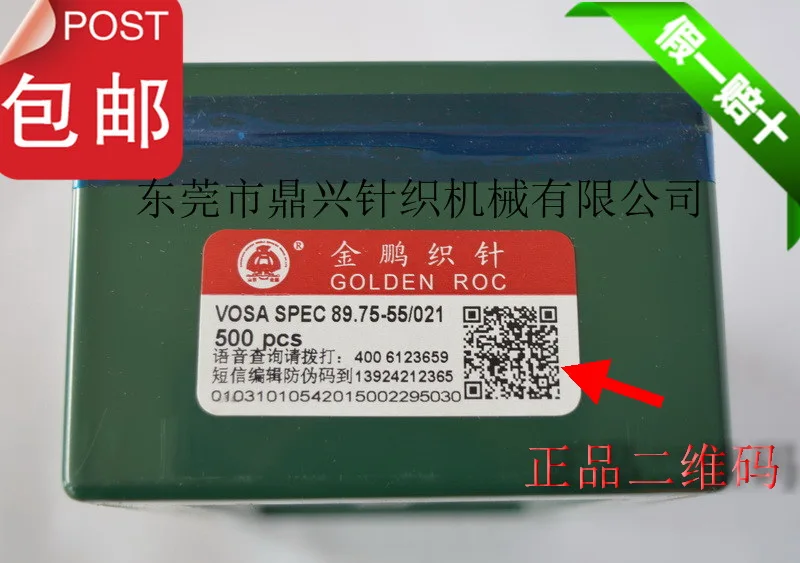 POST
包邮
假一赔十
东莞市鼎兴针织机械有限公司
®
金鹏织针
GOLDEN ROC
VOSA SPEC 89.75-55/021
500 pcs
语音查询请拨打：400 6123659
短信编辑防伪码到13924212365
0103101054201500229503​0
正品二维码